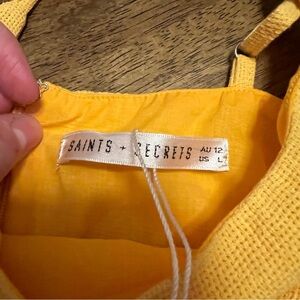 SAINTS + SECRETS AU 12
US L